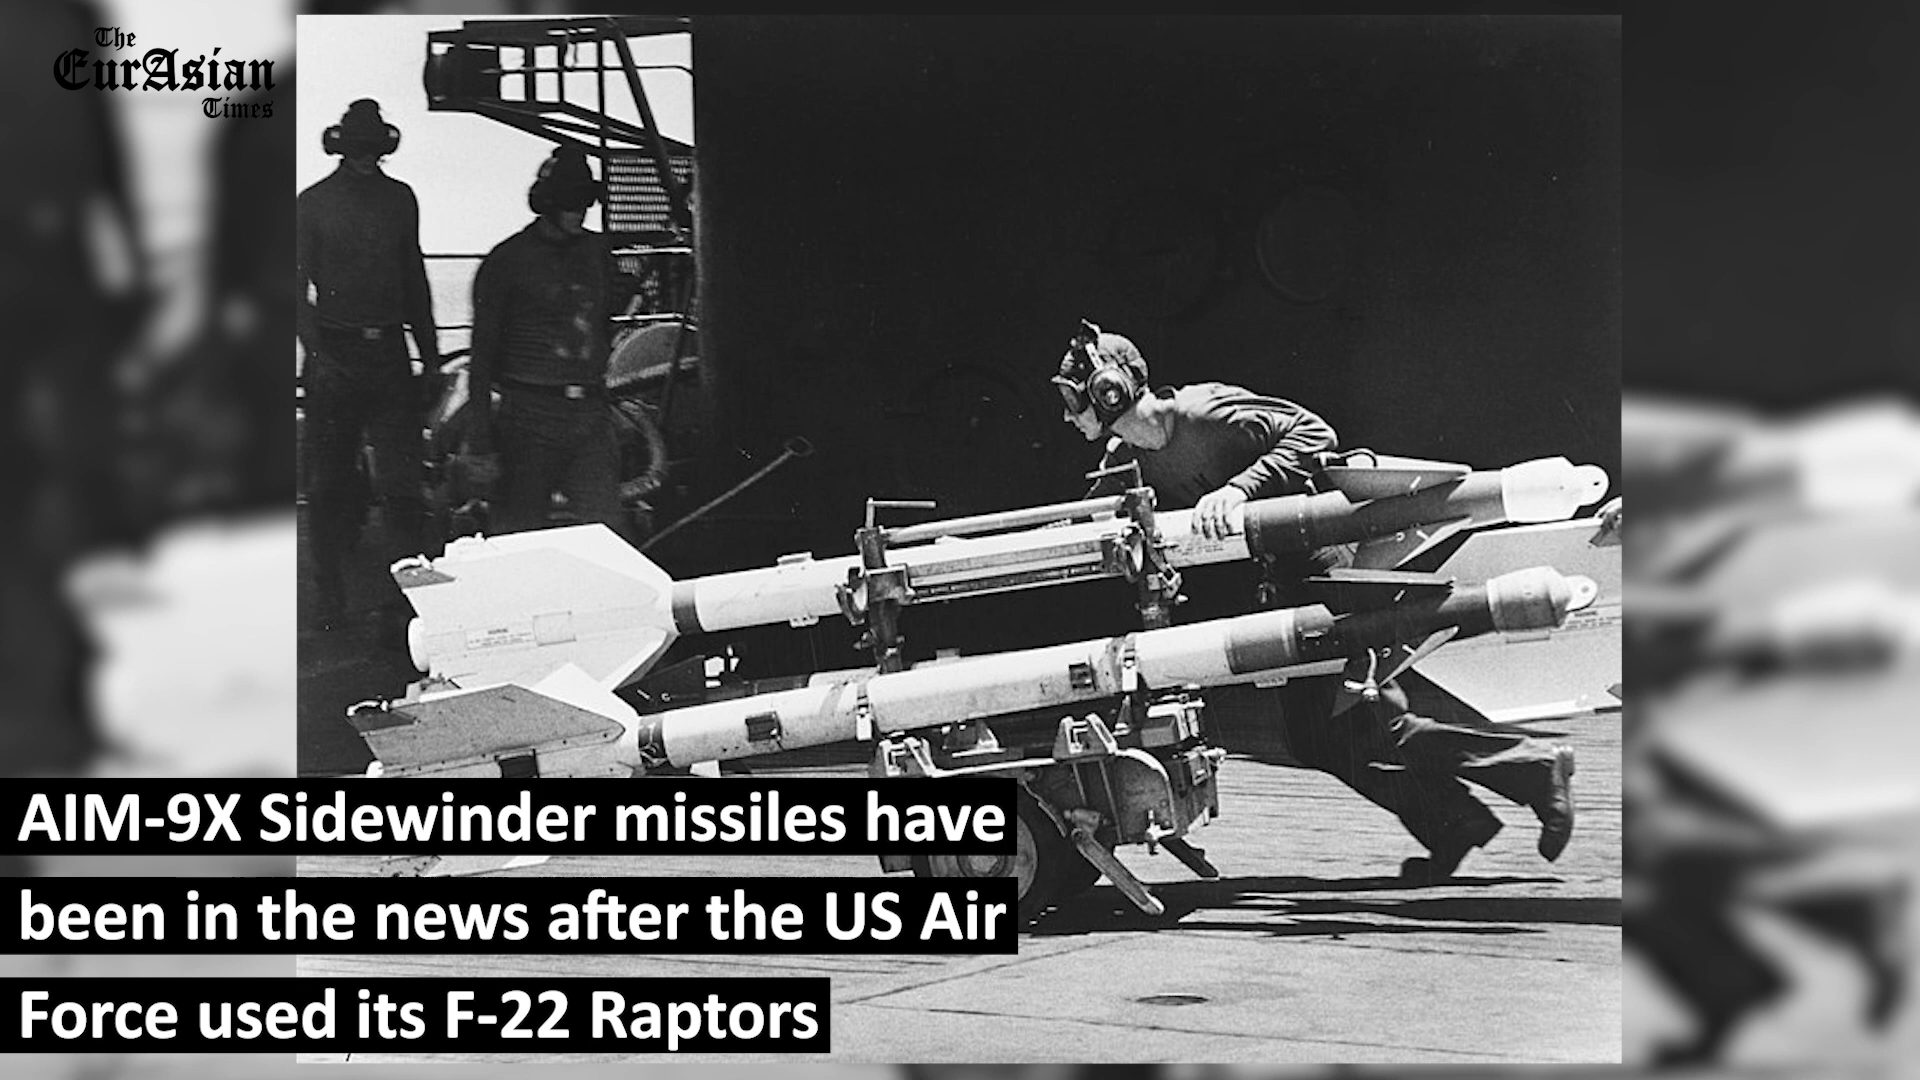 The
EurAsian
Times
AIM-9X Sidewinder missiles have
been in the news after the US Air
Force used its F-22 Raptors